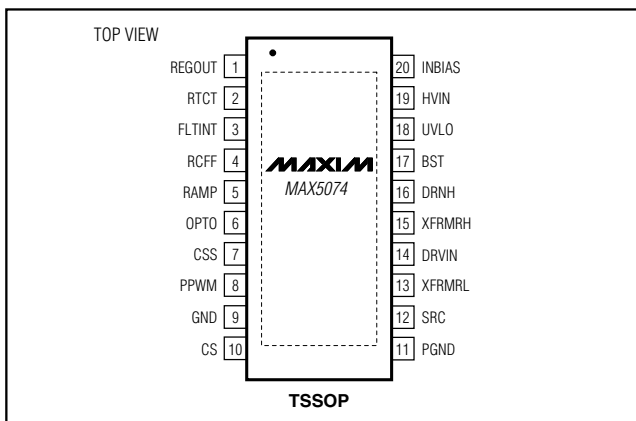 TOP VIEW
REGOUT 1
RTCT 2
FLTINT 3
RCFF 4
RAMP 5
OPTO 6
CSS 7
PPWM 8
GND 9
CS 10
MAXIM
MAX5074
20 INBIAS
19 HVIN
18 UVLO
17 BST
16 DRNH
15 XFRMRH
14 DRVIN
13 XFRMRL
12 SRC
11 PGND
TSSOP